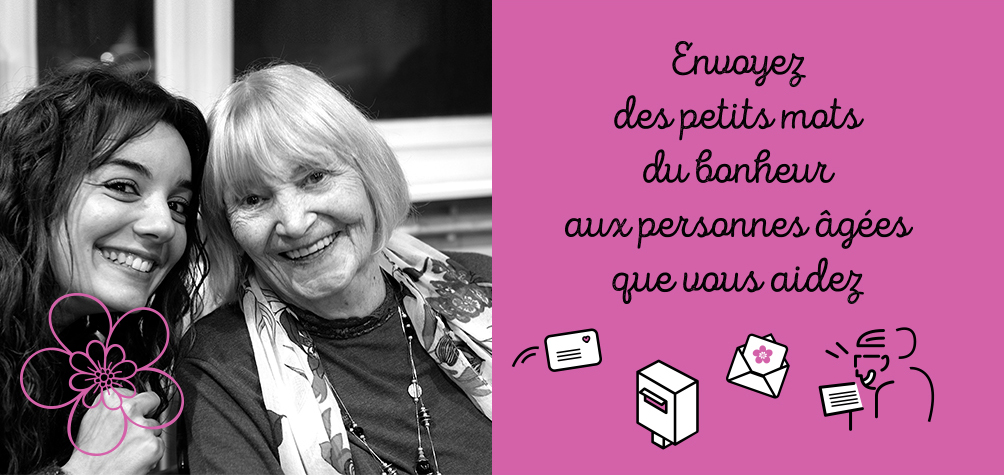 Envoyez
des petits mots
du bonheur
aux personnes âgées
que vous aidez